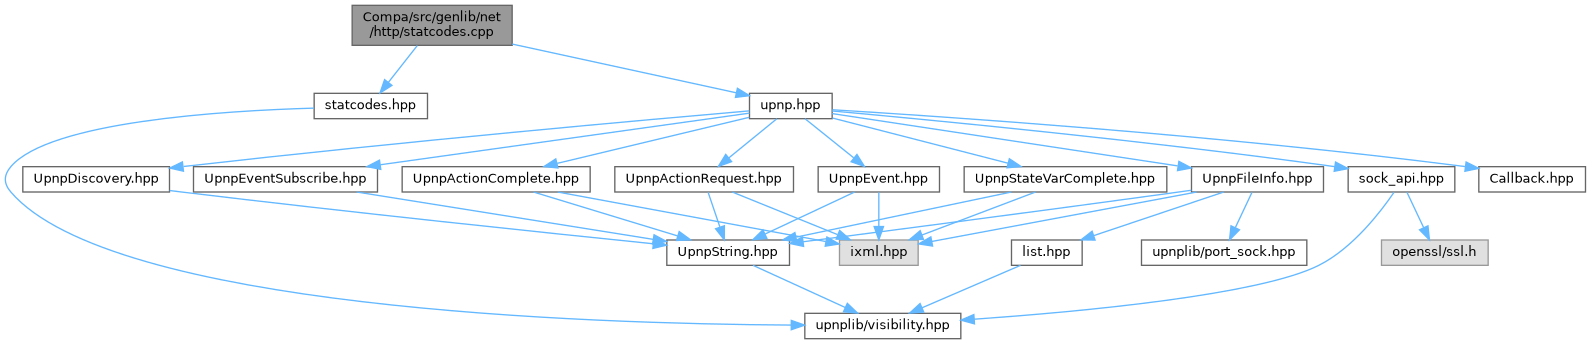 Compa/src/genlib/net
/http/statcodes.cpp
statcodes.hpp
upnp.hpp
UpnpDiscovery.hpp
UpnpEventSubscribe.hpp
UpnpActionComplete.hpp
UpnpActionRequest.hpp
UpnpEvent.hpp
UpnpStateVarComplete.hpp
UpnpFileInfo.hpp
sock_api.hpp
Callback.hpp
UpnpString.hpp
ixml.hpp
list.hpp
upnplib/port_sock.hpp
openssl/ssl.h
upnplib/visibility.hpp